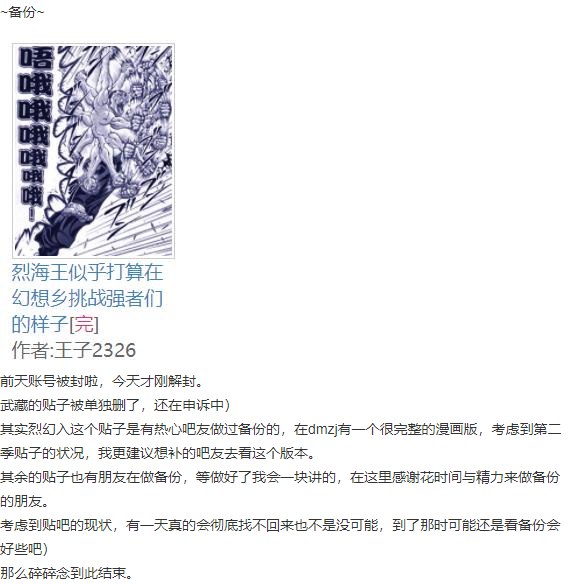 ~备份~
唔哦哦哦哦哦哦!
烈海王似乎打算在
幻想乡挑战强者们
的样子[完]
作者:王子2326
前天账号被封啦，今天才刚解封。
武藏的贴子被单独删了，还在申诉中）
其实烈幻入这个贴子是有热心吧友做过备份的，在dmzj有一个很完整的漫画版，考虑到第二
季贴子的状况，我更建议想补的吧友去看这个版本。
其余的贴子也有朋友在做备份，等做好了我会一块讲的，在这里感谢花时间与精力来做备份
的朋友。
考虑到贴吧的现状，有一天真的会彻底找不回来也不是没可能，到了那时可能还是看备份会
好些吧）
那么碎碎念到此结束。